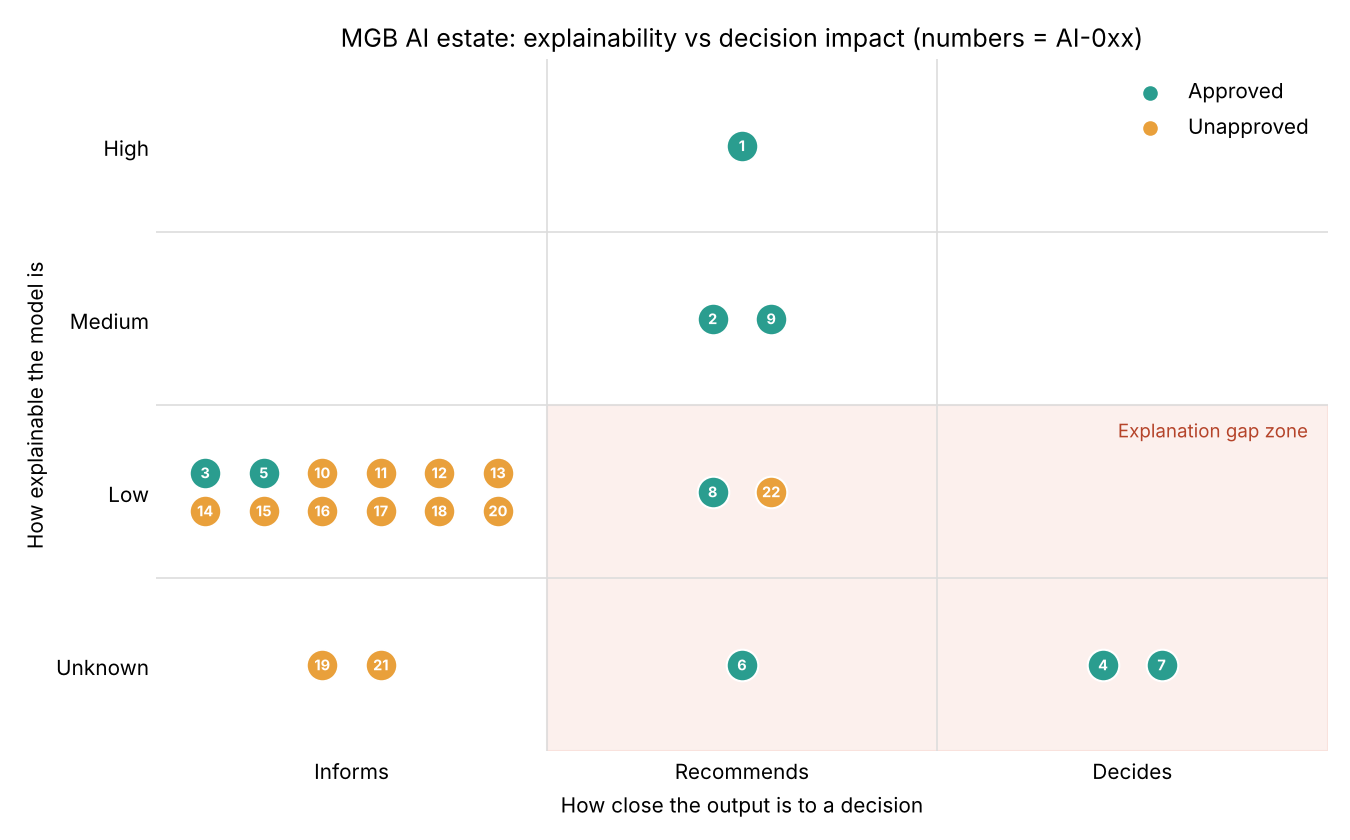 MGB AI estate: explainability vs decision impact (numbers = AI-0xx)
Approved
Unapproved
How explainable the model is
High
1
Medium
2 9
Explanation gap zone
Low
3 5 10 11 12 13
14 15 16 17 18 20
8 22
Unknown
19 21
6
4 7
Informs
Recommends
Decides
How close the output is to a decision